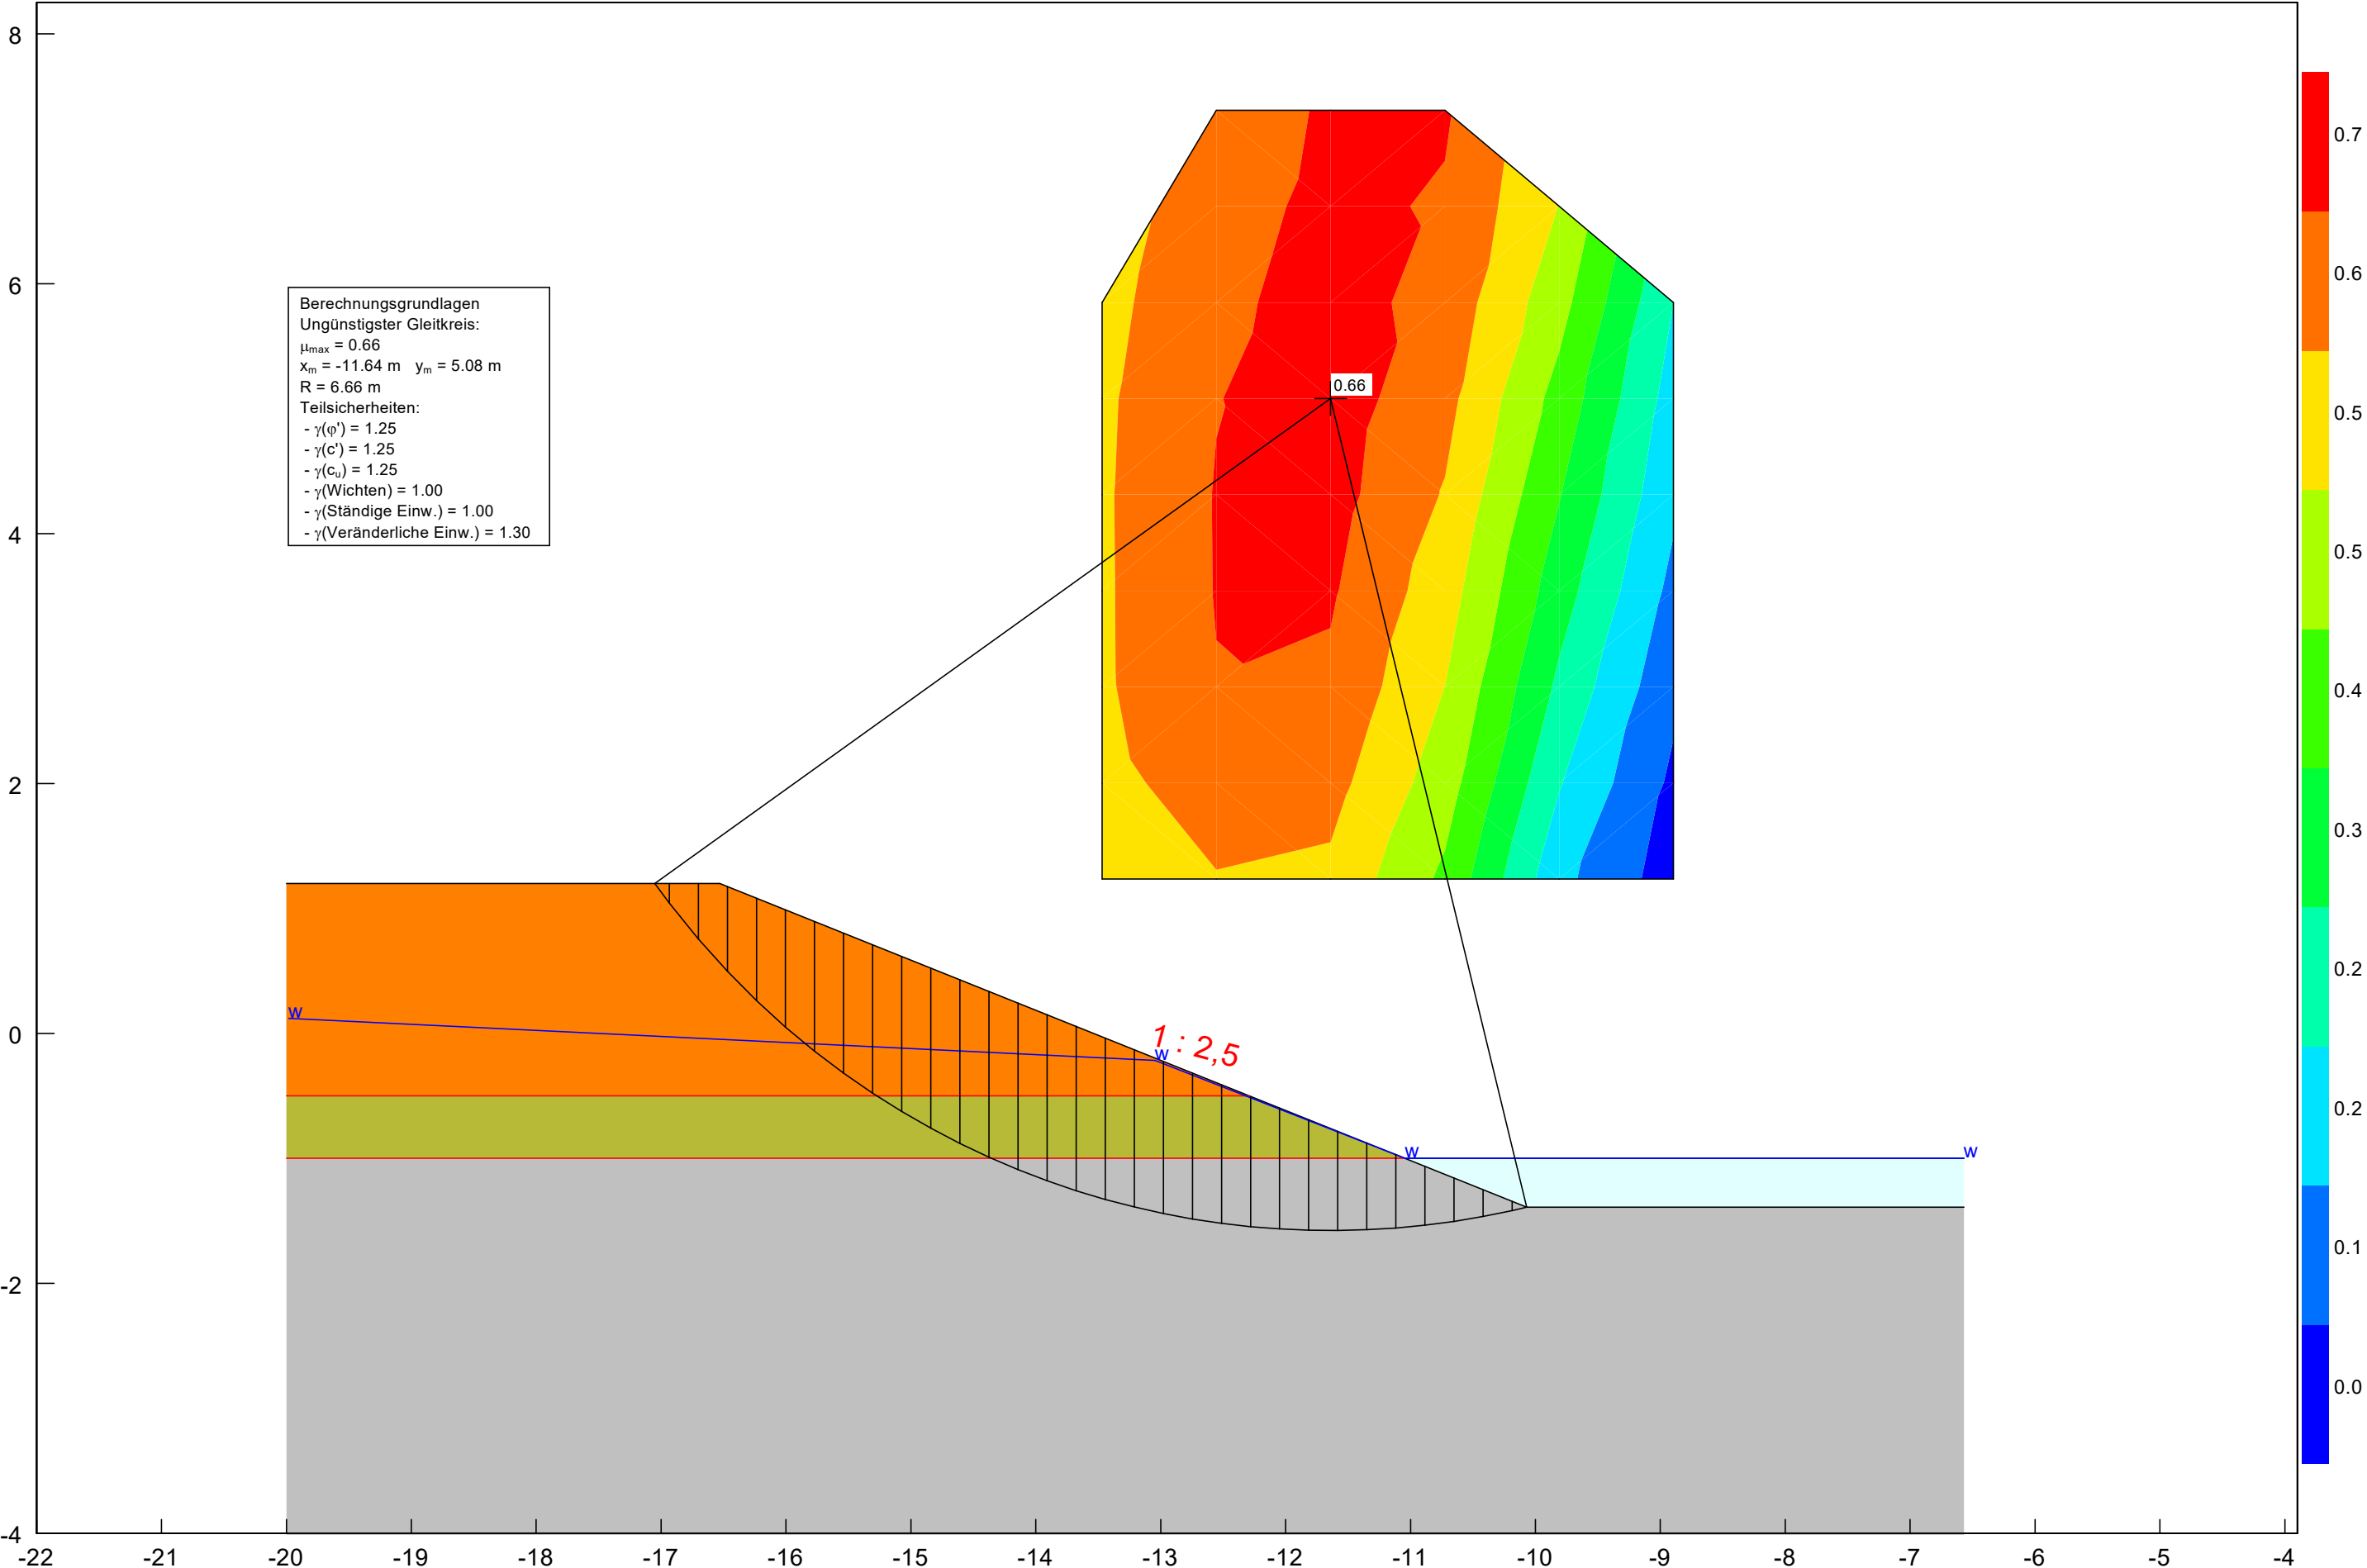 8
6
4
2
0
-2
-4
-22 -21 -20 -19 -18 -17 -16 -15 -14 -13 -12 -11 -10 -9 -8 -7 -6 -5 -4
Berechnungsgrundlagen
Ungünstigster Gleitkreis:
μmax = 0.66
xm = -11.64 m   ym = 5.08 m
R = 6.66 m
Teilsicherheiten:
- γ(φ') = 1.25
- γ(c') = 1.25
- γ(cu) = 1.25
- γ(Wichten) = 1.00
- γ(Ständige Einw.) = 1.00
- γ(Veränderliche Einw.) = 1.30
0.66
w
1 : 2,5
w
w
w
0.7
0.6
0.5
0.5
0.4
0.3
0.2
0.2
0.1
0.0